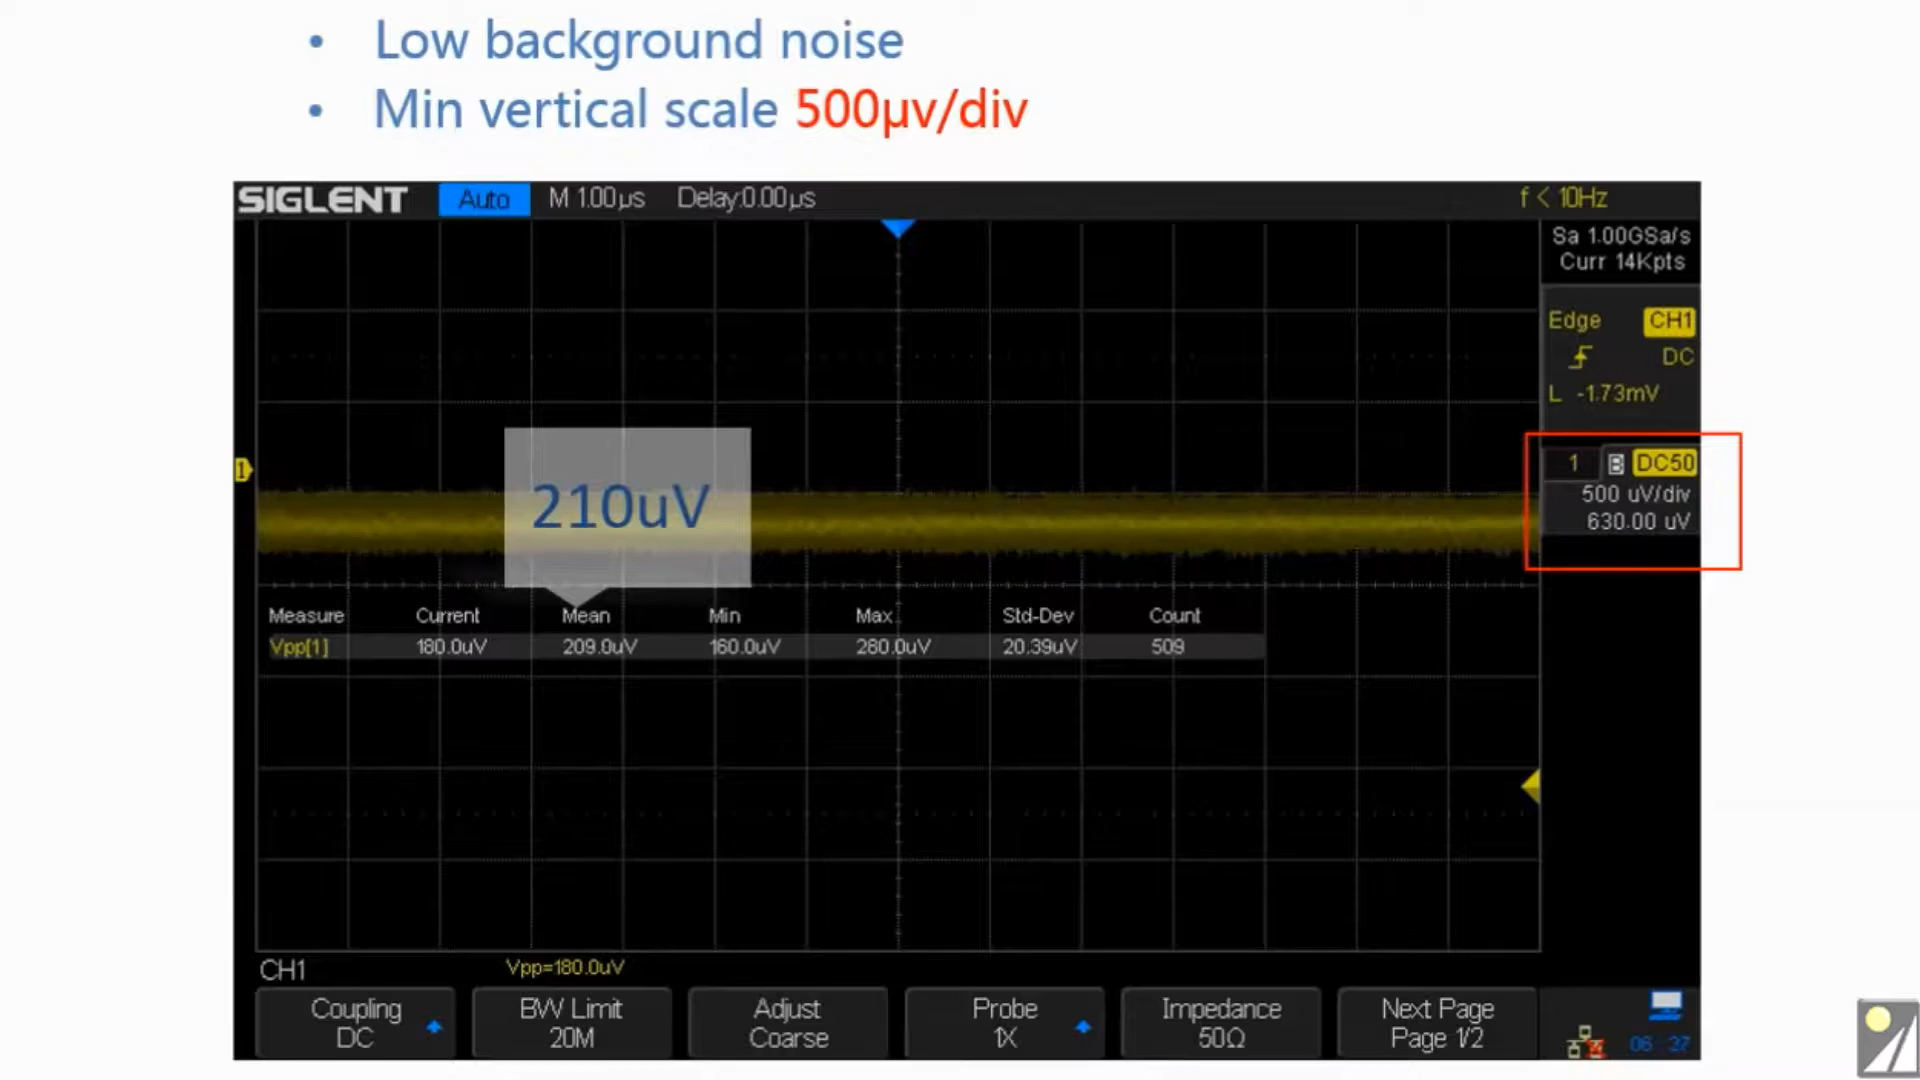 • Low background noise
• Min vertical scale 500µv/div
SIGLENT Auto M 1.00µs Delay:0.00µs f < 10Hz
Sa 1.00GSa/s
Curr 14Kpts
Edge CH1
DC
L -1.73mV
1
1 B DC50
500 uV/div
630.00 uV
210uV
Measure Current Mean Min Max Std-Dev Count
Vpp[1] 180.0uV 209.0uV 160.0uV 280.0uV 20.39uV 509
CH1 Vpp=180.0uV
Coupling BW Limit Adjust Probe Impedance Next Page
DC 20M Coarse 1X 50Ω Page 1/2
06:37